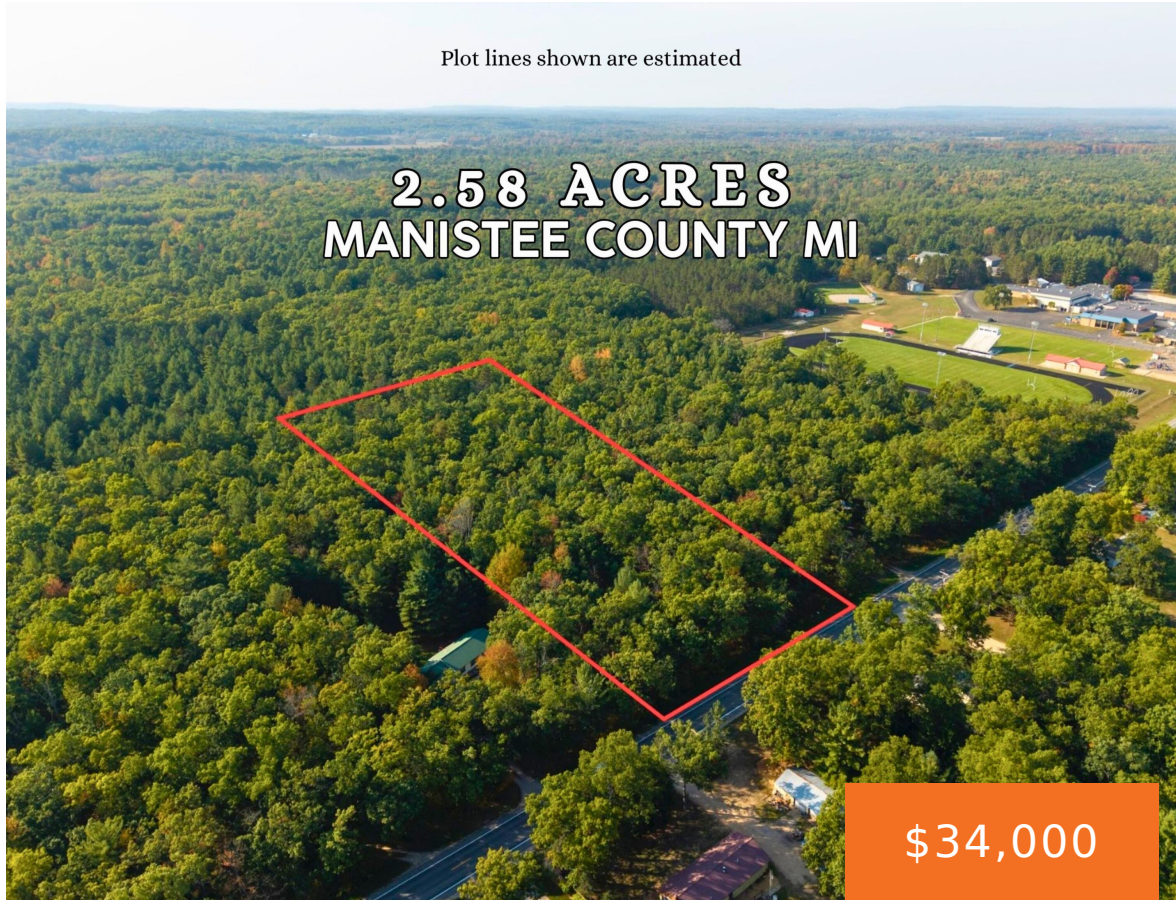 Plot lines shown are estimated
2.58 ACRES
MANISTEE COUNTY MI
$34,000